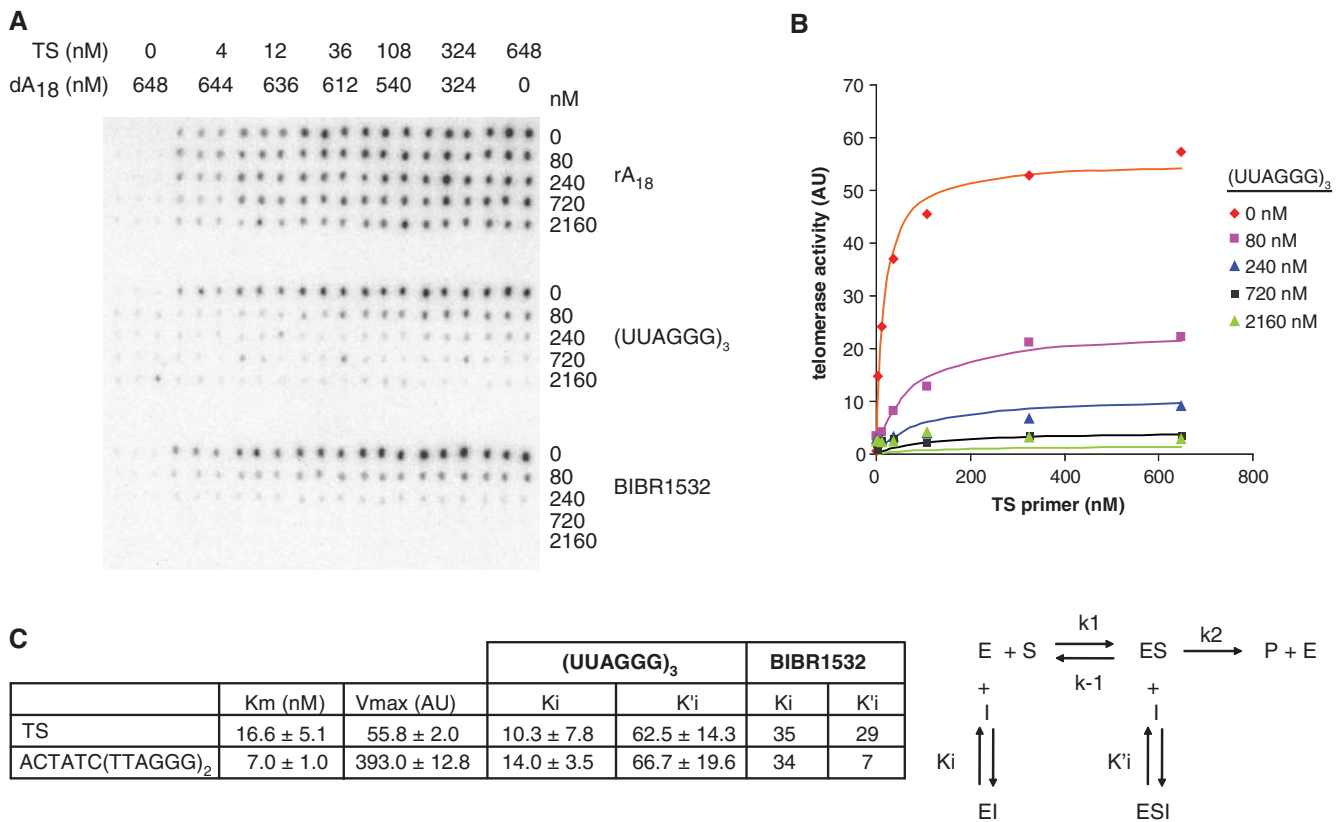 A
TS (nM) 0 4 12 36 108 324 648
dA18 (nM) 648 644 636 612 540 324 0
nM
0
80
240
720
2160
rA18
0
80
240
720
2160
(UUAGGG)3
0
80
240
720
2160
BIBR1532
B
70
60
50
40
30
20
10
0
telomerase activity (AU)
0 200 400 600 800
TS primer (nM)
(UUAGGG)3
0 nM
80 nM
240 nM
720 nM
2160 nM
C
(UUAGGG)3 BIBR1532
Km (nM) Vmax (AU) Ki K'i Ki K'i
TS 16.6 ± 5.1 55.8 ± 2.0 10.3 ± 7.8 62.5 ± 14.3 35 29
ACTATC(TTAGGG)2 7.0 ± 1.0 393.0 ± 12.8 14.0 ± 3.5 66.7 ± 19.6 34 7
k1 k2
E + S ES P + E
k-1
+ +
I I
Ki K'i
EI ESI